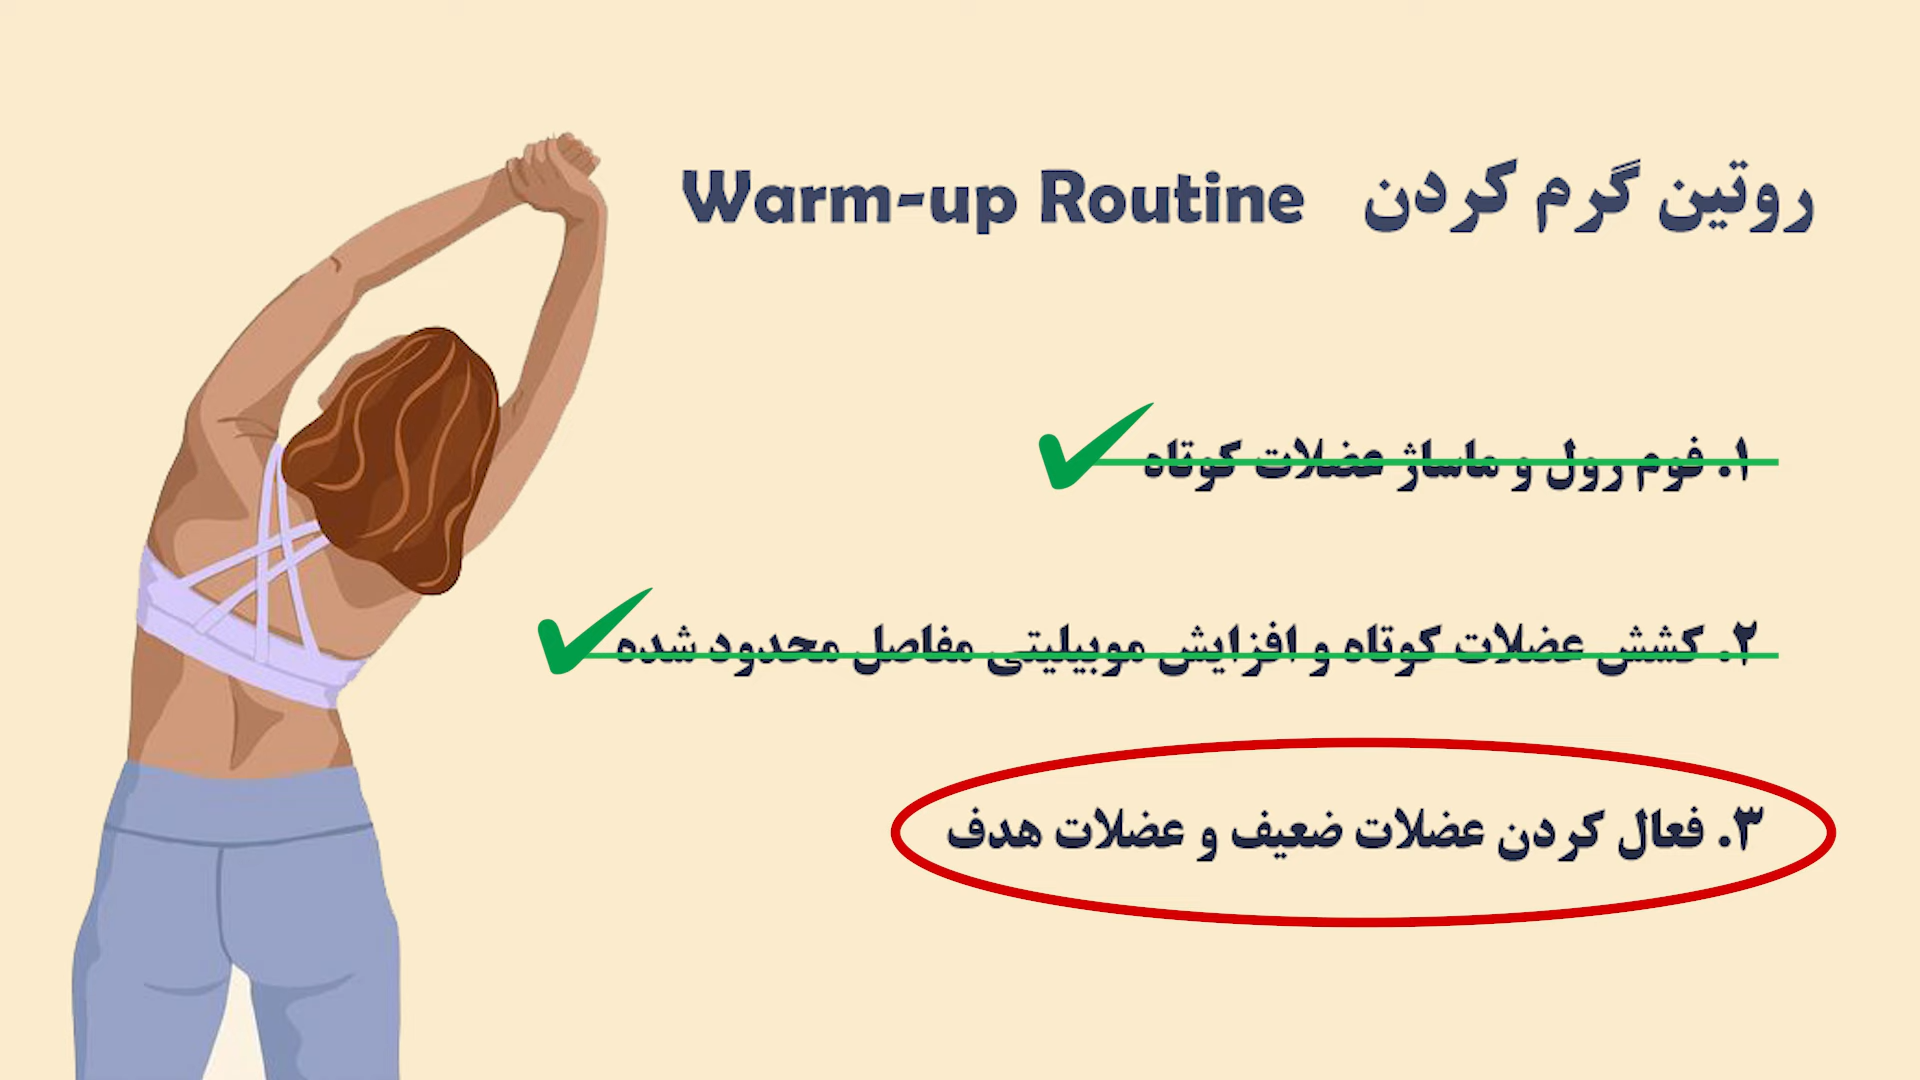 روتین گرم کردن Warm-up Routine
۱. فوم رول و ماساژ عضلات کوتاه
۲. کشش عضلات کوتاه و افزایش موبیلیتی مفاصل محدود شده
۳. فعال کردن عضلات ضعیف و عضلات هدف